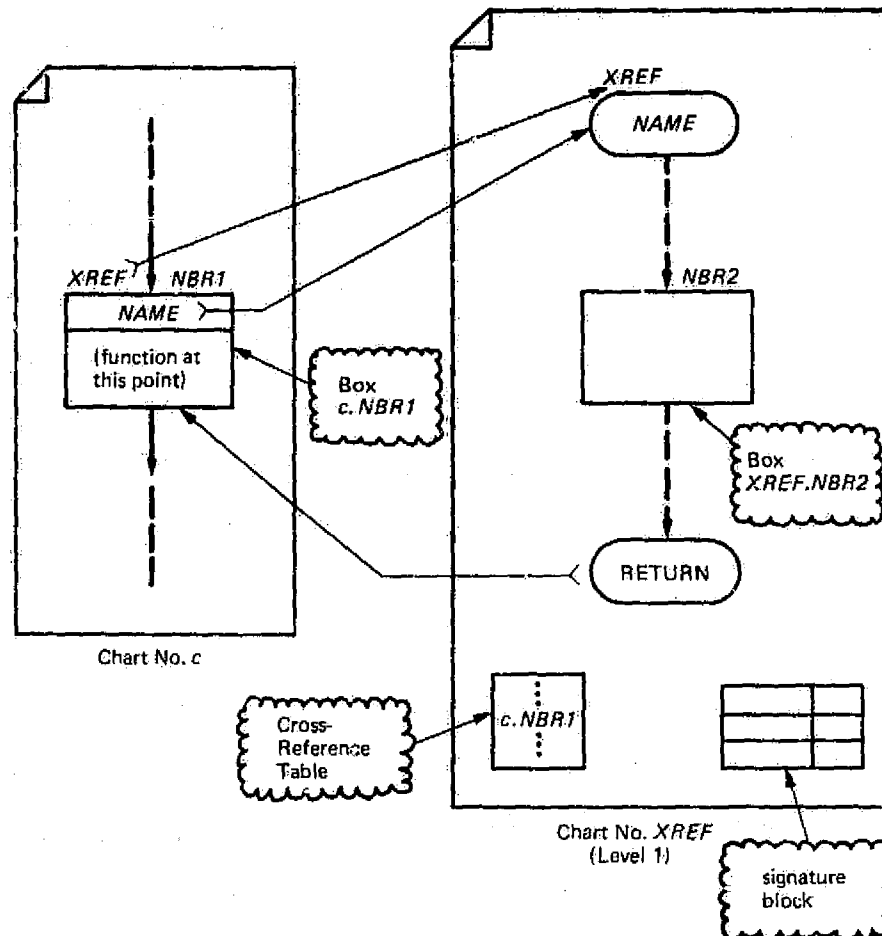 XREF
NAME
XREF NBR1
NAME
(function at
this point)
Box
c.NBR1
NBR2
Box
XREF.NBR2
RETURN
Chart No. c
Cross-
Reference
Table
c.NBR1
Chart No. XREF
(Level 1)
signature
block